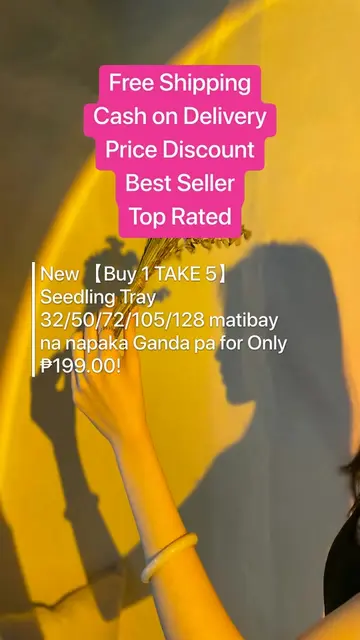 Free Shipping
Cash on Delivery
Price Discount
Best Seller
Top Rated
New 【Buy 1 TAKE 5】
Seedling Tray
32/50/72/105/128 matibay
na napaka Ganda pa for Only
₱199.00!